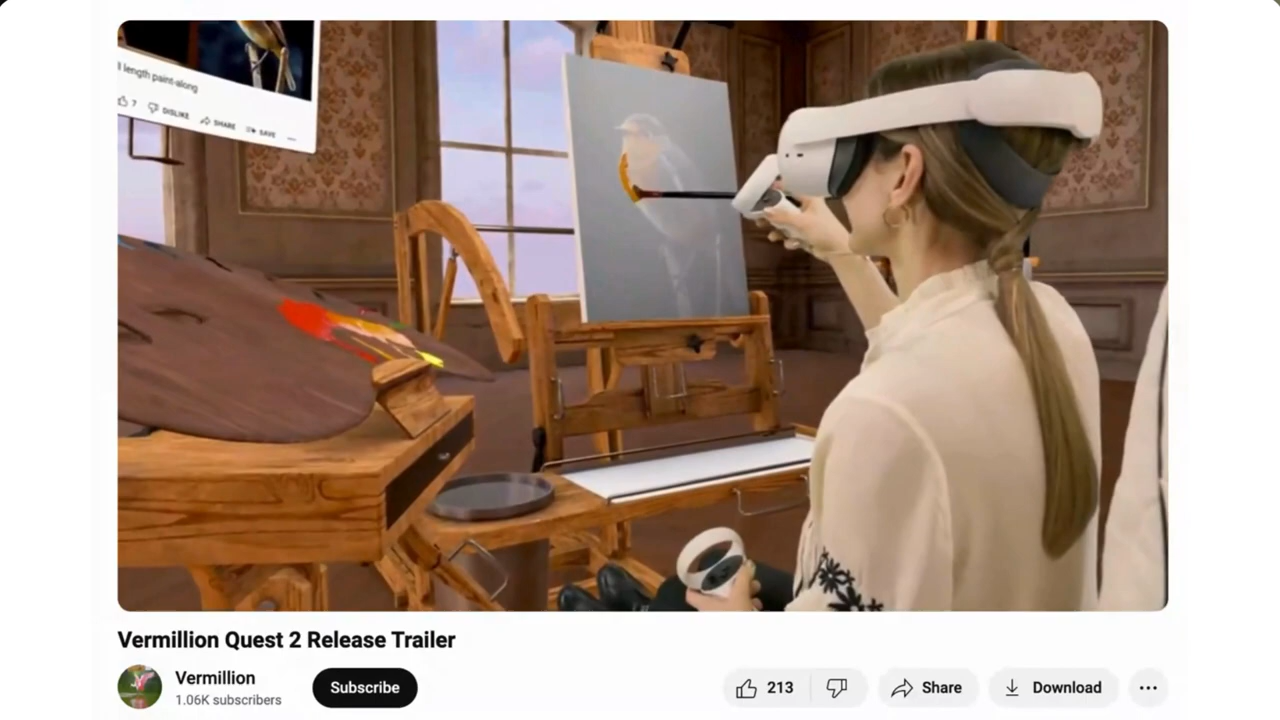 l length paint-along
7 DISLIKE SHARE SAVE
Vermillion Quest 2 Release Trailer
Vermillion
1.06K subscribers
Subscribe
213
Share
Download